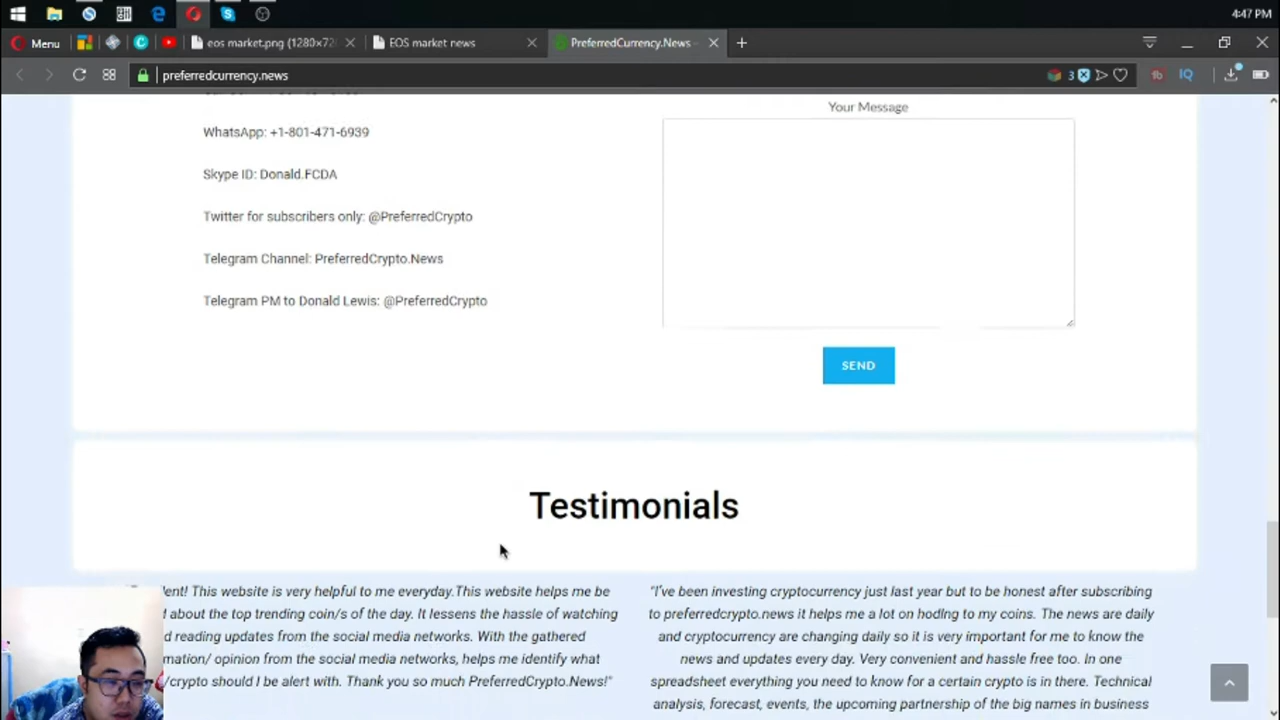 4:47 PM
Menu
eos market.png (1280×72
EOS market news
PreferredCurrency.News -
preferredcurrency.news
3
IQ
Your Message
WhatsApp: +1-801-471-6939
Skype ID: Donald.FCDA
Twitter for subscribers only: @PreferredCrypto
Telegram Channel: PreferredCrypto.News
Telegram PM to Donald Lewis: @PreferredCrypto
SEND
Testimonials
This website is very helpful to me everyday.This website helps me be
about the top trending coin/s of the day. It lessens the hassle of watching
reading updates from the social media networks. With the gathered
opinion from the social media networks, helps me identify what
/crypto should I be alert with. Thank you so much PreferredCrypto.News!"
"I've been investing cryptocurrency just last year but to be honest after subscribing
to preferredcrypto.news it helps me a lot on hodlng to my coins. The news are daily
and cryptocurrency are changing daily so it is very important for me to know the
news and updates every day. Very convenient and hassle free too. In one
spreadsheet everything you need to know for a certain crypto is in there. Technical
analysis, forecast, events, the upcoming partnership of the big names in business